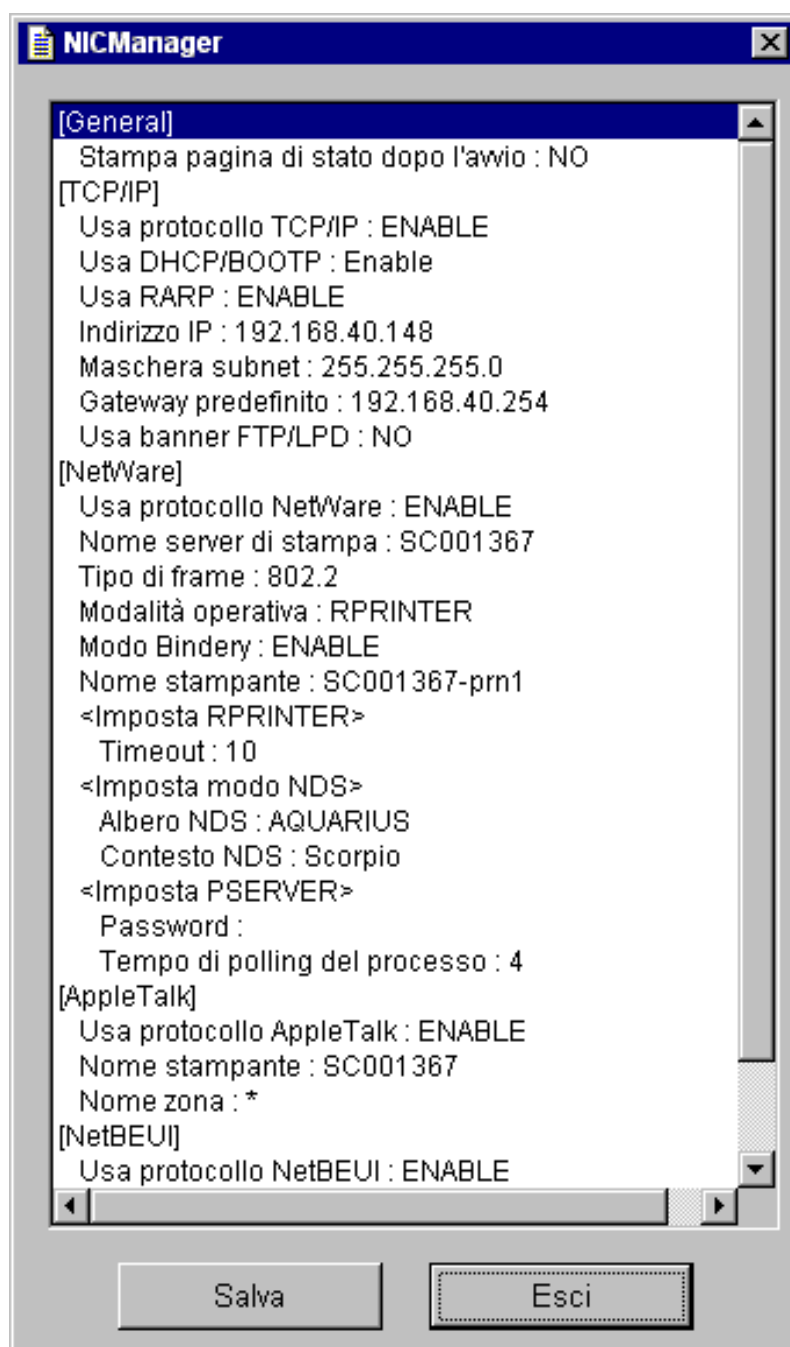 NICManager
[General]
Stampa pagina di stato dopo l'avvio : NO
[TCP/IP]
Usa protocollo TCP/IP : ENABLE
Usa DHCP/BOOTP : Enable
Usa RARP : ENABLE
Indirizzo IP : 192.168.40.148
Maschera subnet : 255.255.255.0
Gateway predefinito : 192.168.40.254
Usa banner FTP/LPD : NO
[NetWare]
Usa protocollo NetWare : ENABLE
Nome server di stampa : SC001367
Tipo di frame : 802.2
Modalità operativa : RPRINTER
Modo Bindery : ENABLE
Nome stampante : SC001367-prn1
<Imposta RPRINTER>
Timeout : 10
<Imposta modo NDS>
Albero NDS : AQUARIUS
Contesto NDS : Scorpio
<Imposta PSERVER>
Password :
Tempo di polling del processo : 4
[AppleTalk]
Usa protocollo AppleTalk : ENABLE
Nome stampante : SC001367
Nome zona : *
[NetBEUI]
Usa protocollo NetBEUI : ENABLE
Salva
Esci